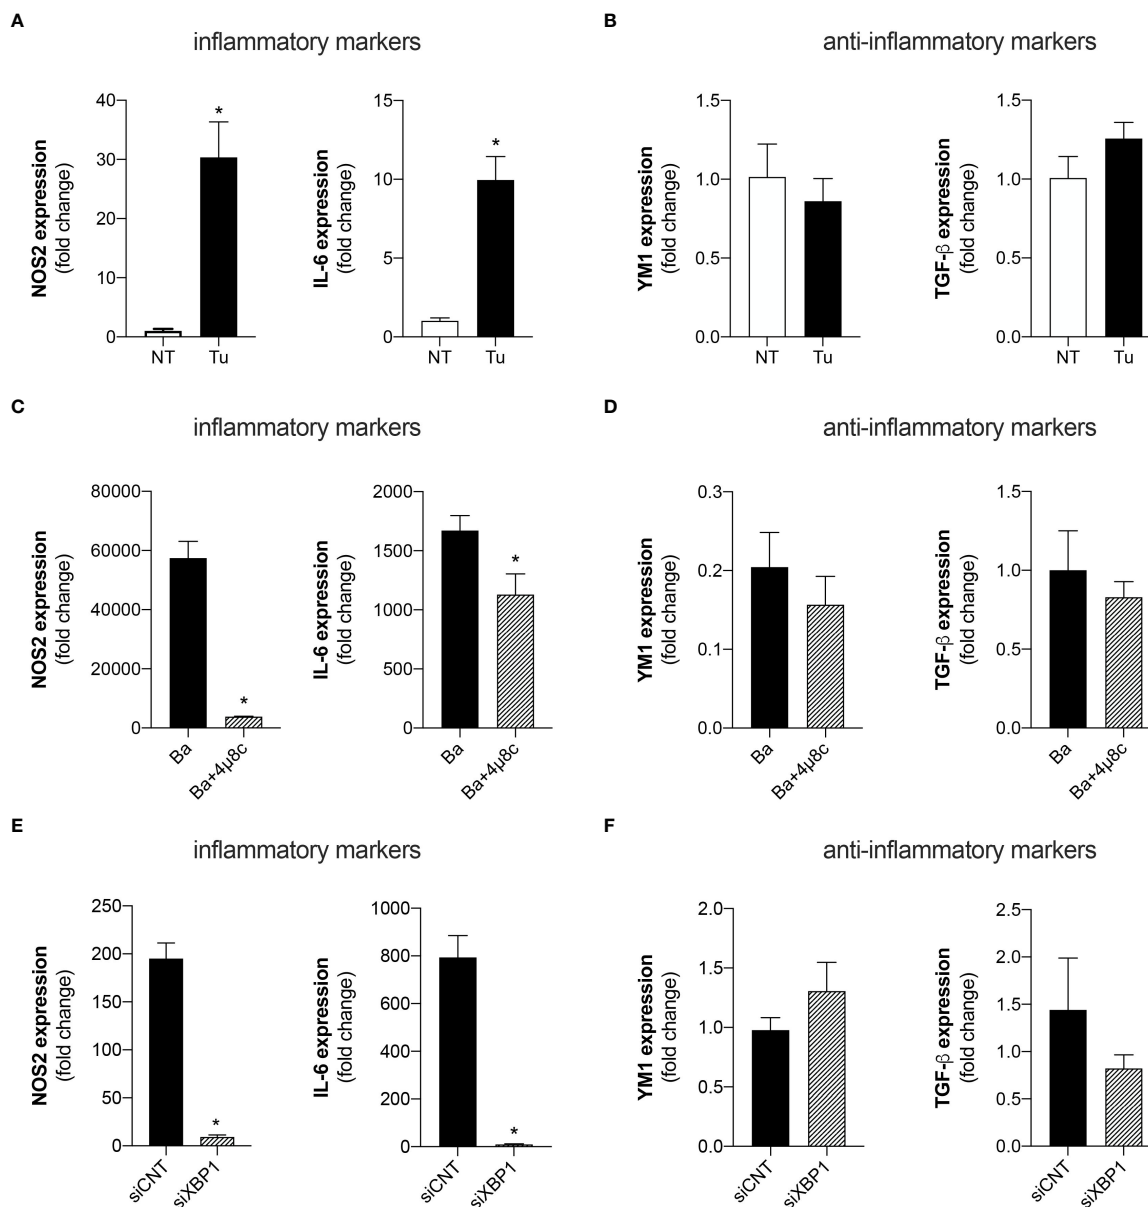 A
inflammatory markers
NOS2 expression
(fold change)
40
30
20
10
0
*
NT
Tu
IL-6 expression
(fold change)
15
10
5
0
*
NT
Tu
B
anti-inflammatory markers
YM1 expression
(fold change)
1.5
1.0
0.5
0.0
NT
Tu
TGF-β expression
(fold change)
1.5
1.0
0.5
0.0
NT
Tu
C
inflammatory markers
NOS2 expression
(fold change)
80000
60000
40000
20000
0
*
Ba
Ba+4μ8c
IL-6 expression
(fold change)
2000
1500
1000
500
0
*
Ba
Ba+4μ8c
D
anti-inflammatory markers
YM1 expression
(fold change)
0.3
0.2
0.1
0.0
Ba
Ba+4μ8c
TGF-β expression
(fold change)
1.5
1.0
0.5
0.0
Ba
Ba+4μ8c
E
inflammatory markers
NOS2 expression
(fold change)
250
200
150
100
50
0
*
siCNT
siXBP1
IL-6 expression
(fold change)
1000
800
600
400
200
0
*
siCNT
siXBP1
F
anti-inflammatory markers
YM1 expression
(fold change)
2.0
1.5
1.0
0.5
0.0
siCNT
siXBP1
TGF-β expression
(fold change)
2.5
2.0
1.5
1.0
0.5
0.0
siCNT
siXBP1